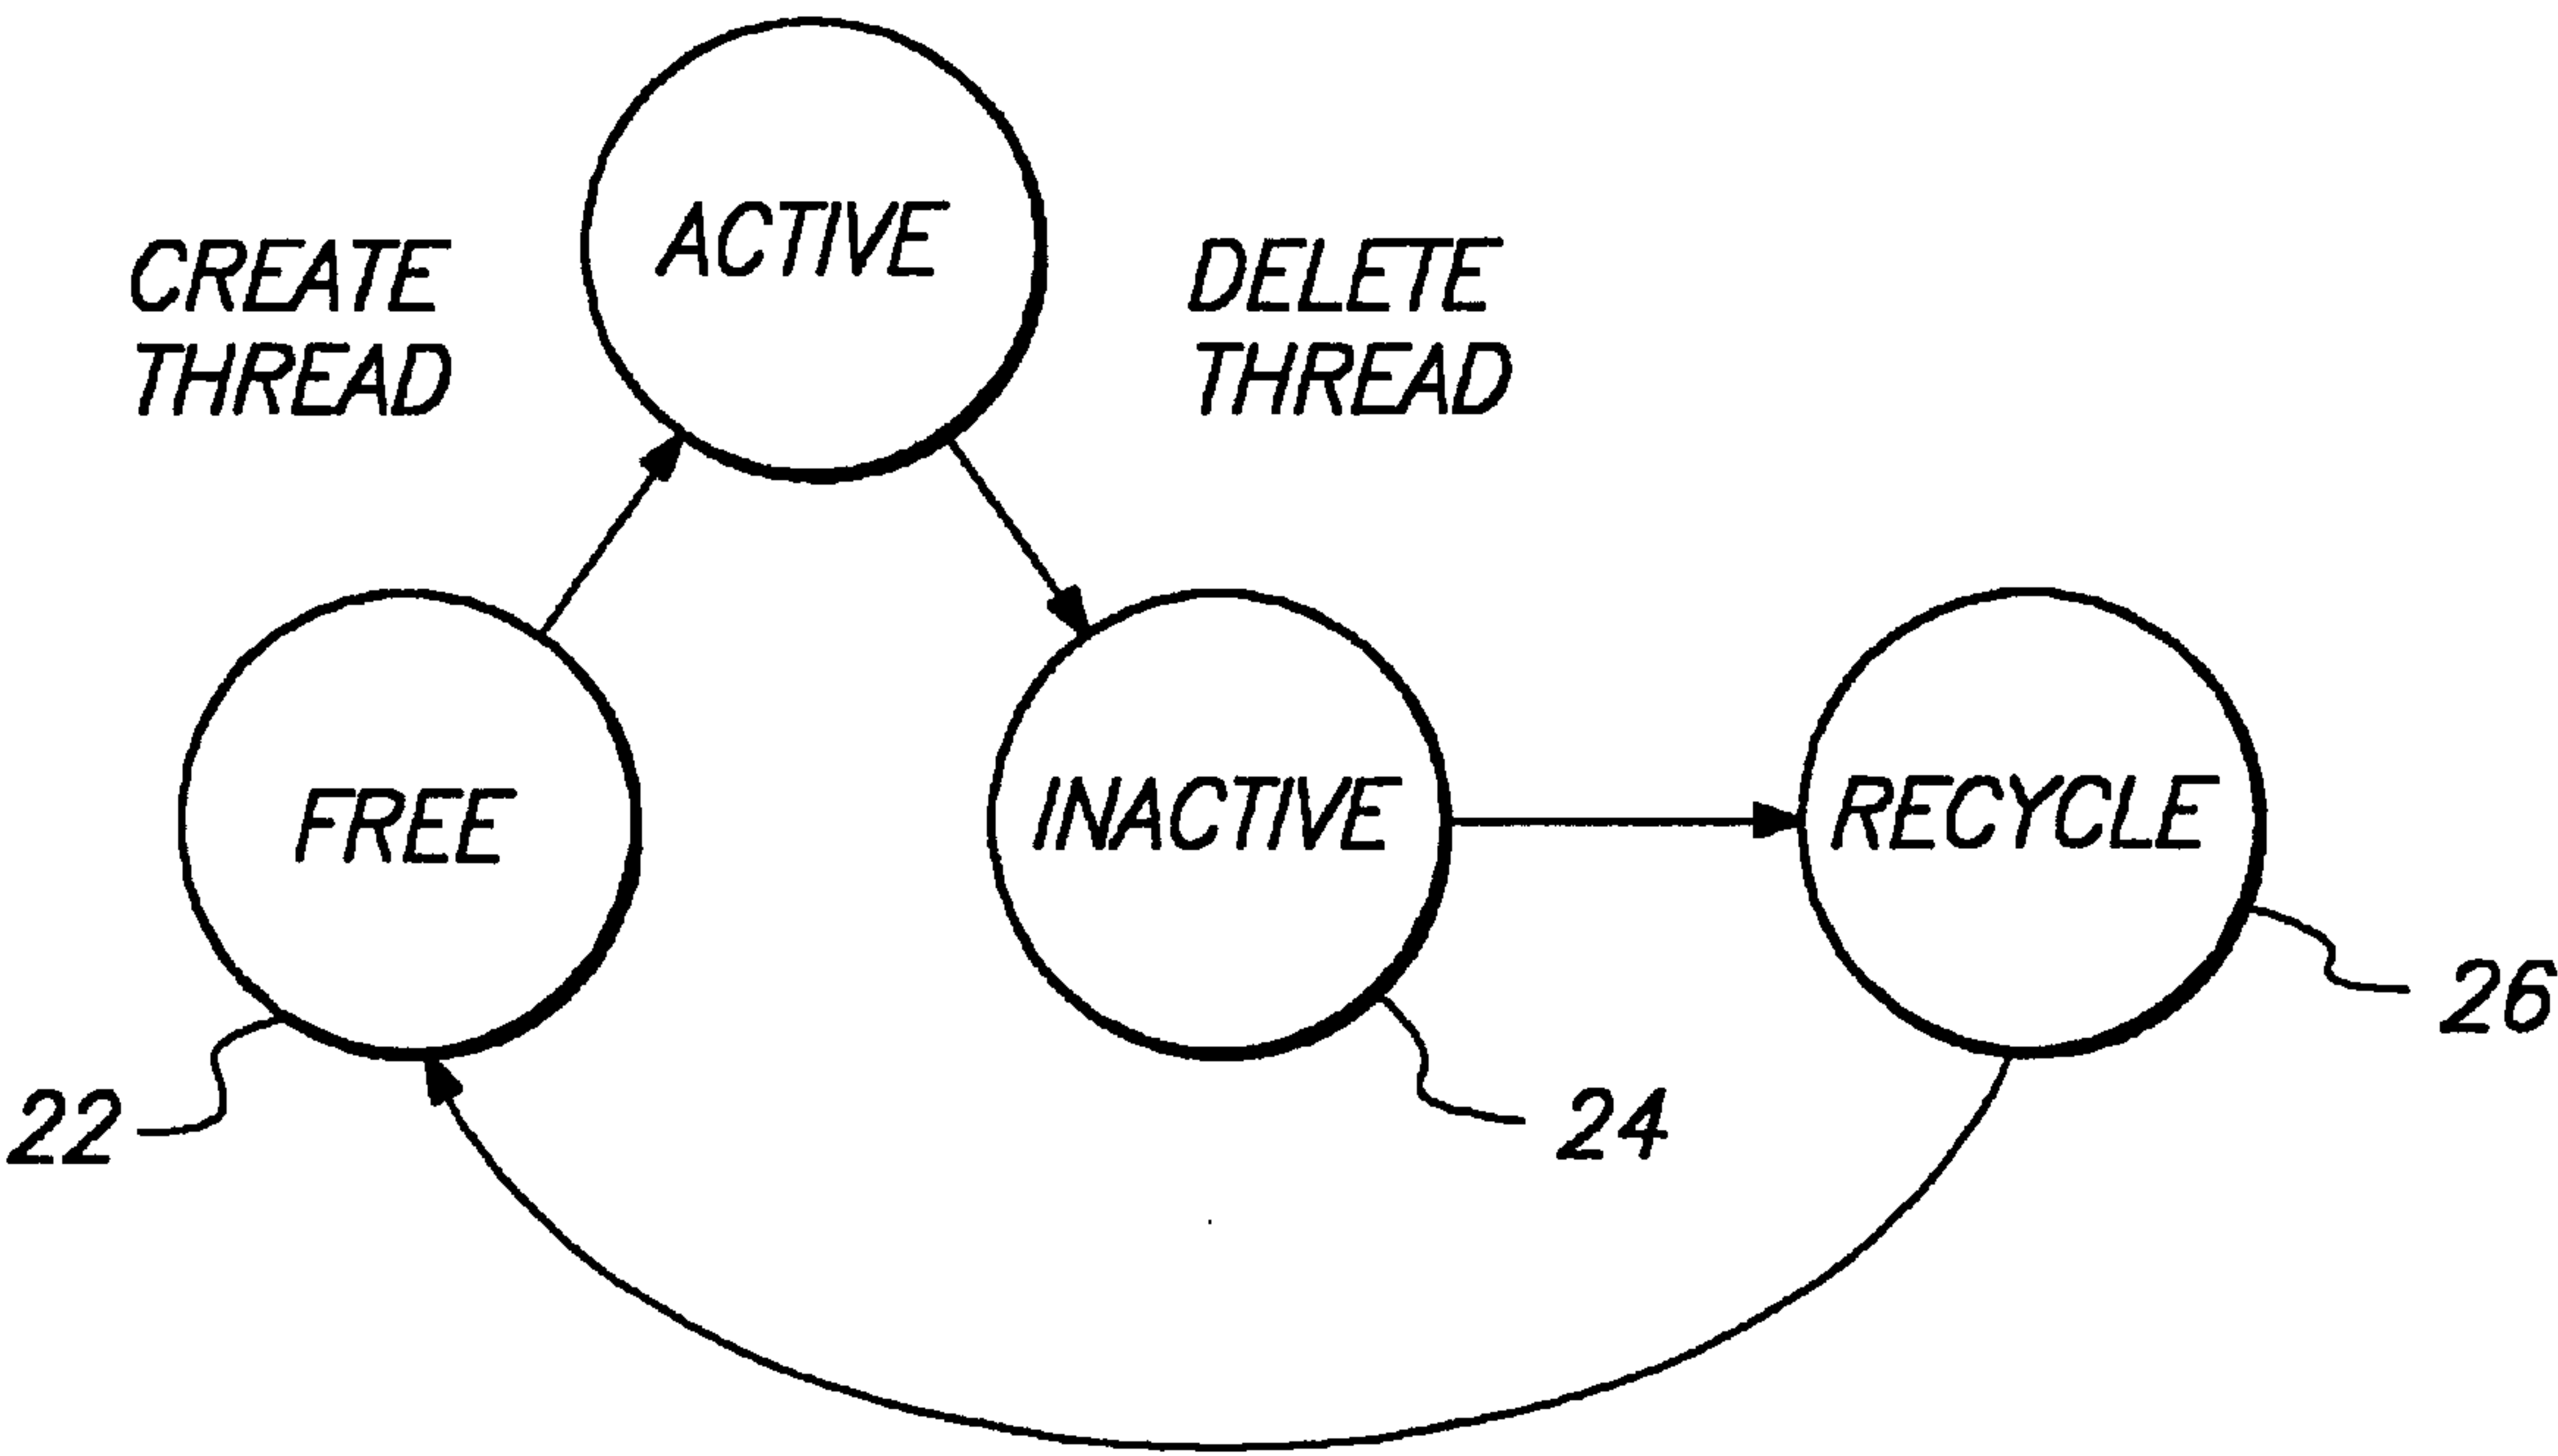 ACTIVE
CREATE
THREAD
DELETE
THREAD
FREE
INACTIVE
RECYCLE
22
24
26